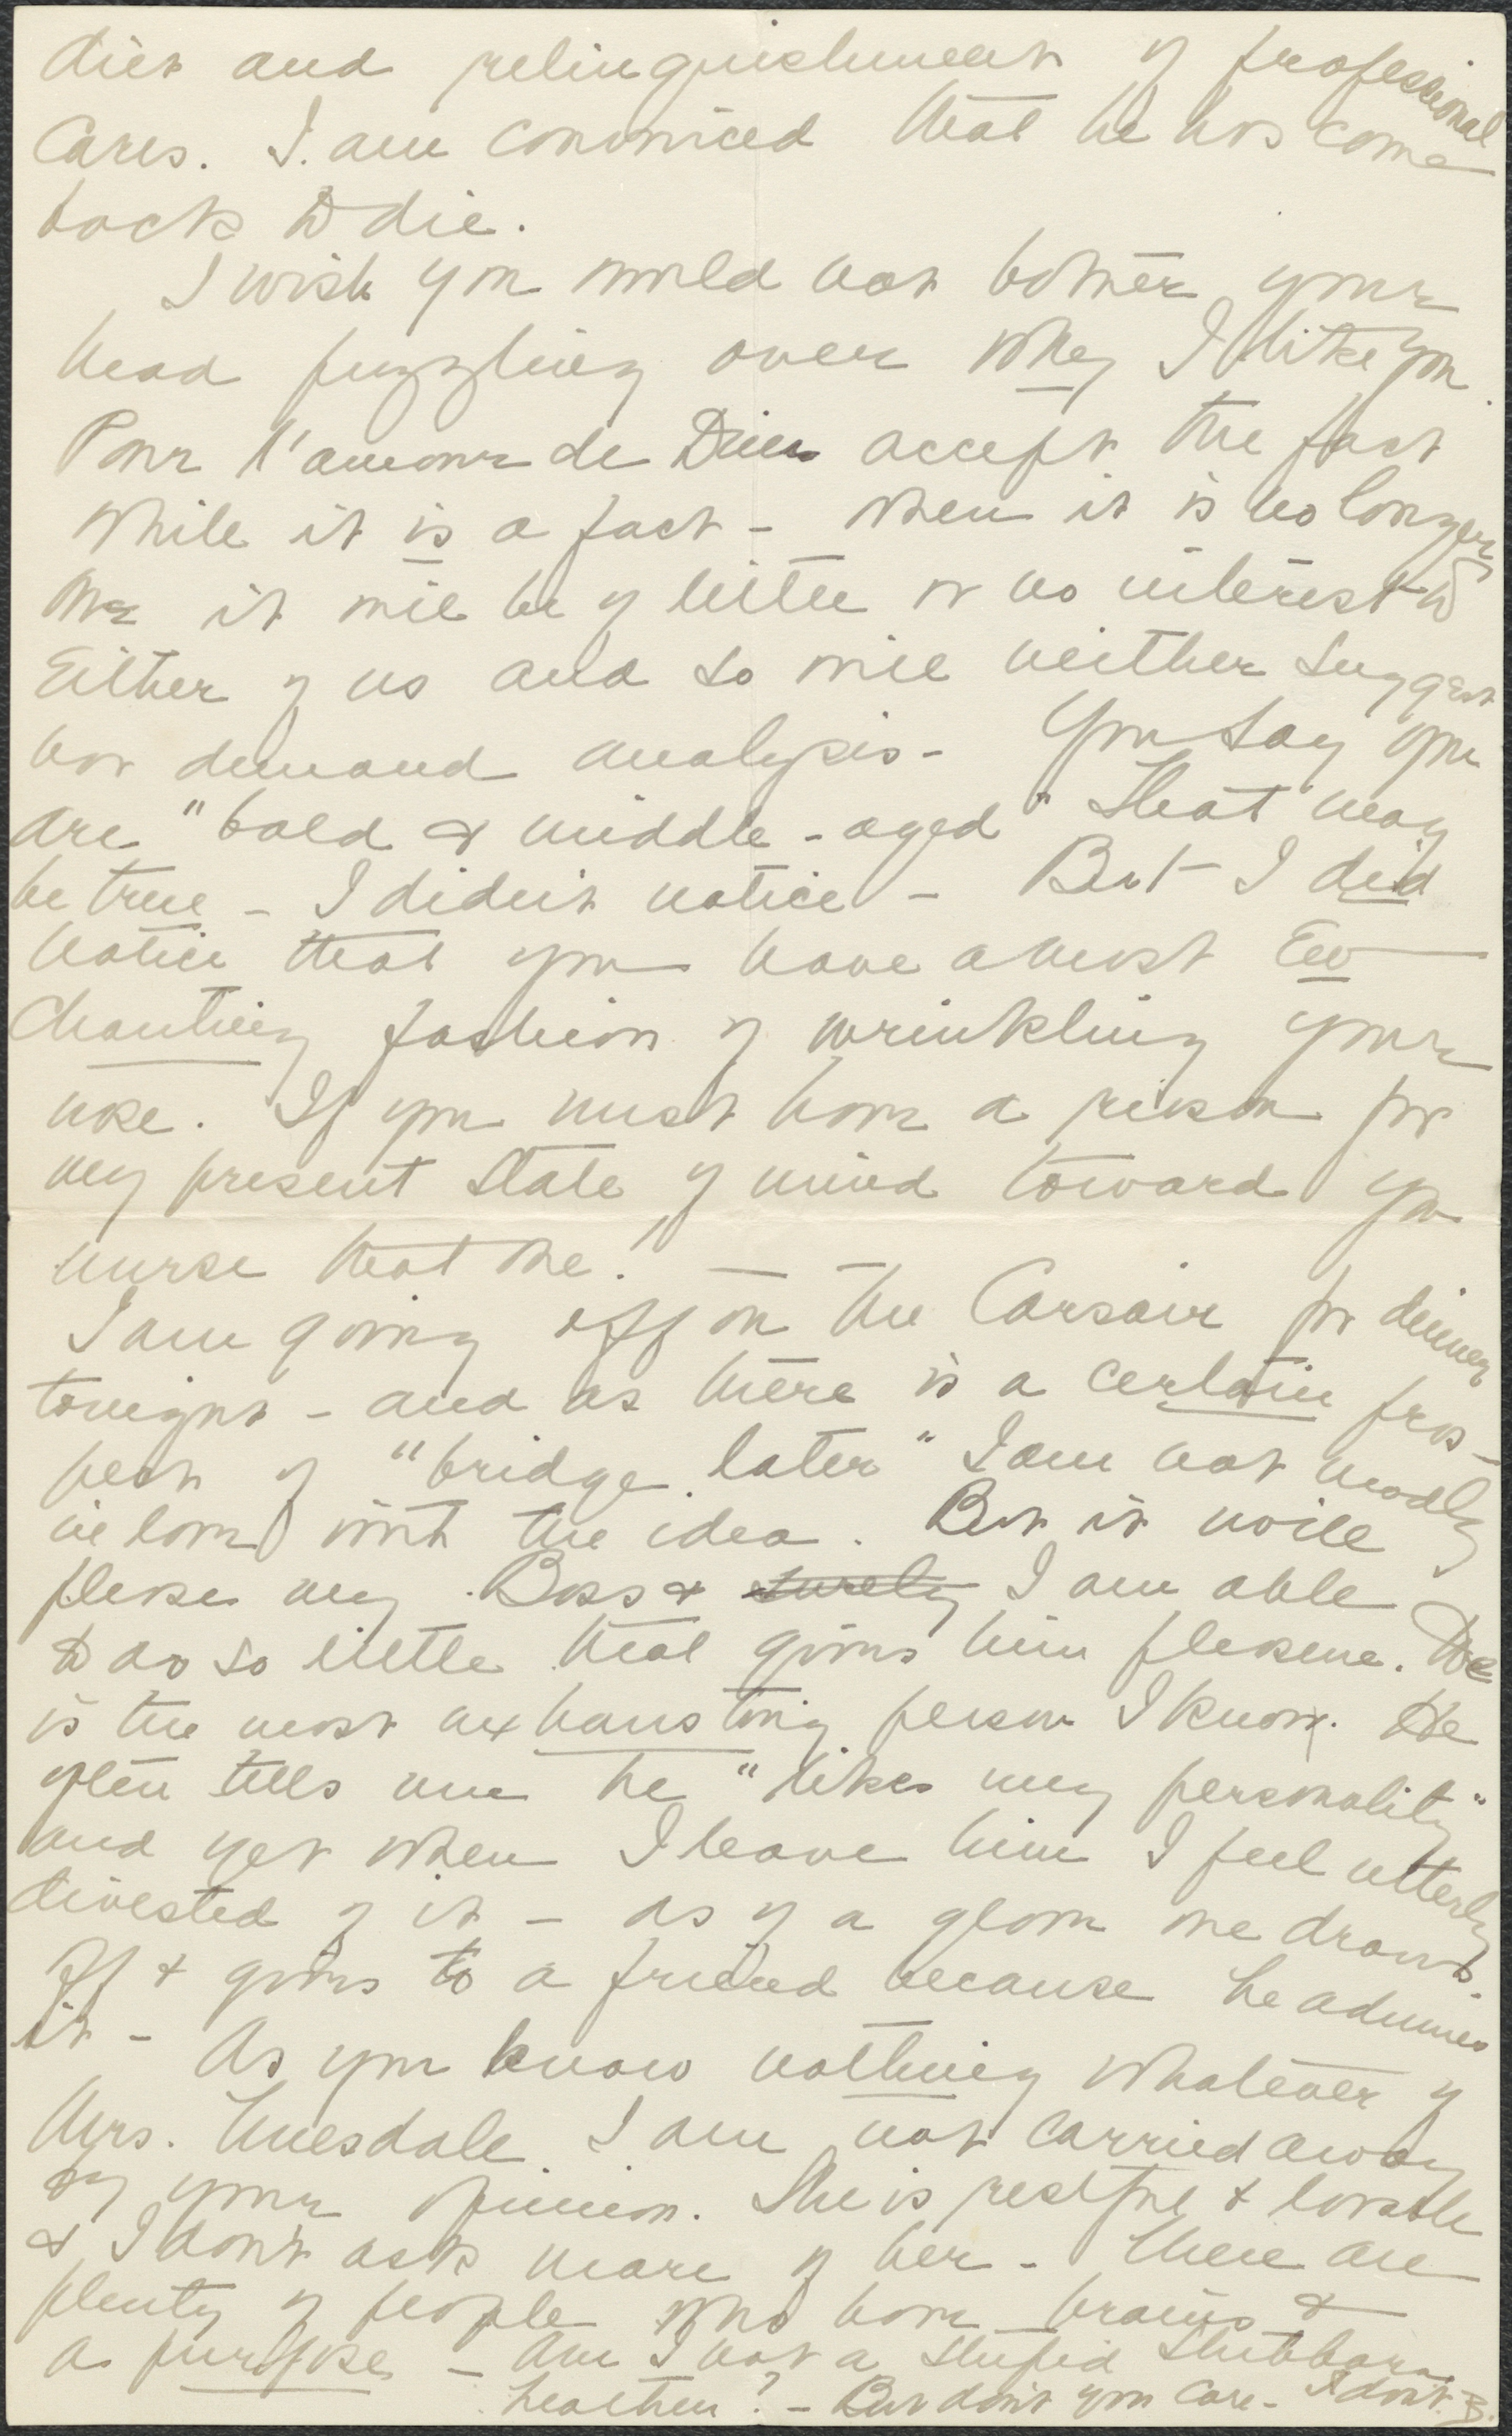 diet and relinquishment of professional
cares. I am convinced that he has come
back to die.
I wish you would not bother your
head puzzling over why I like you.
Pour l'amour de Dieu accept the fact
while it is a fact - when it is no longer
one it will be of little or no interest to
either of us and so will neither suggest
nor demand analysis - You say you
are "bald & middle-aged" That may
be true - I didn't notice - But I did
notice that you have a most en
chanting fashion of wrinkling your
nose. If you must have a reason for
my present state of mind toward you
nurse that one! —
I am going off on the Corsair for dinner
tonight - and as there is a certain pros-
pect of "bridge later" I am not madly
in love with the idea. But it will
please my Boss & surely I am able
to do so little that gives him pleasure. He
is the most exhausting person I know. He
often tells me he "likes my personality"
and yet when I leave him I feel utterly
divested of it - as if a glove one draws
off & gives to a friend because he admires
it - As you know nothing whatever of
Mrs. Truesdale I am not carried away
by your opinion. She is restful & lovable
& I don't ask more of her - There are
plenty of people who have brains &
a purpose - Am I not a stupid stubborn
heathen? - But don't you care - I don't. B.